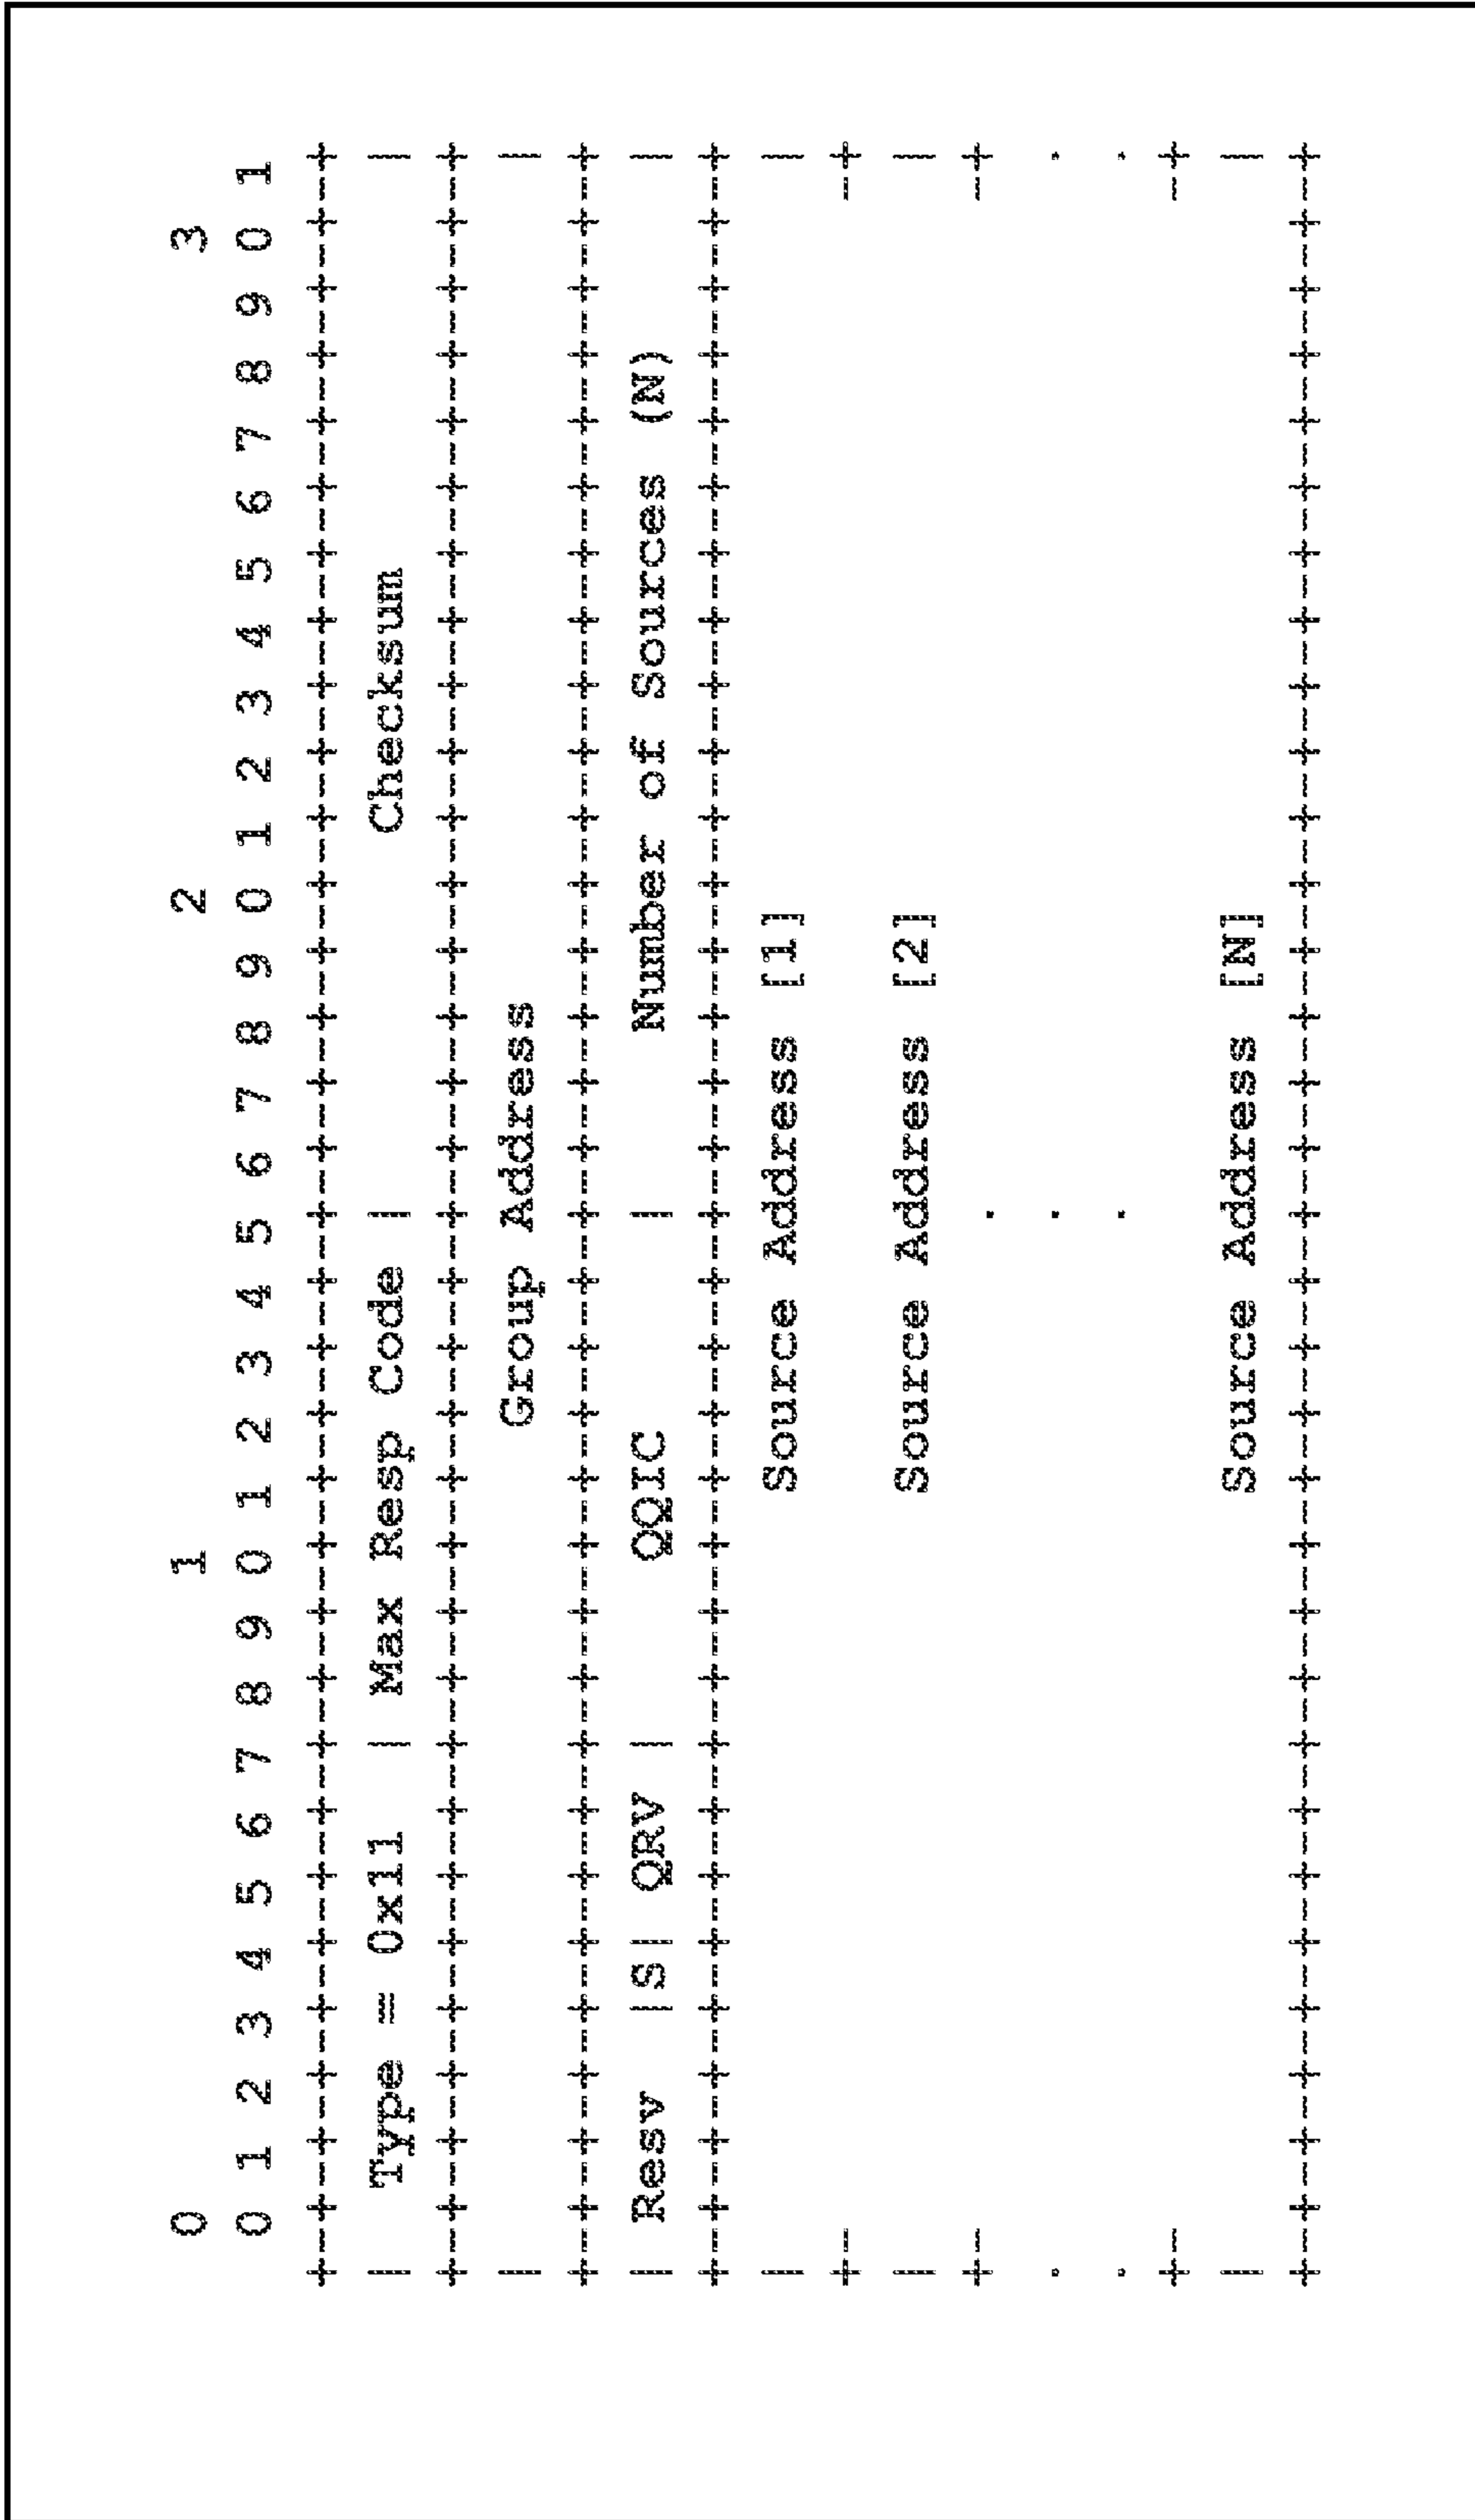 0                   1                   2                   3
 0 1 2 3 4 5 6 7 8 9 0 1 2 3 4 5 6 7 8 9 0 1 2 3 4 5 6 7 8 9 0 1
+-+-+-+-+-+-+-+-+-+-+-+-+-+-+-+-+-+-+-+-+-+-+-+-+-+-+-+-+-+-+-+-+
|  Type = 0x11  | Max Resp Code |           Checksum            |
+-+-+-+-+-+-+-+-+-+-+-+-+-+-+-+-+-+-+-+-+-+-+-+-+-+-+-+-+-+-+-+-+
|                         Group Address                         |
+-+-+-+-+-+-+-+-+-+-+-+-+-+-+-+-+-+-+-+-+-+-+-+-+-+-+-+-+-+-+-+-+
| Resv  |S| QRV |     QQIC      |     Number of Sources (N)     |
+-+-+-+-+-+-+-+-+-+-+-+-+-+-+-+-+-+-+-+-+-+-+-+-+-+-+-+-+-+-+-+-+
|                       Source Address [1]                      |
+-                                                             -+
|                       Source Address [2]                      |
+-                              .                              -+
.                               .                               .
.                               .                               .
+-                                                             -+
|                       Source Address [N]                      |
+-+-+-+-+-+-+-+-+-+-+-+-+-+-+-+-+-+-+-+-+-+-+-+-+-+-+-+-+-+-+-+-+